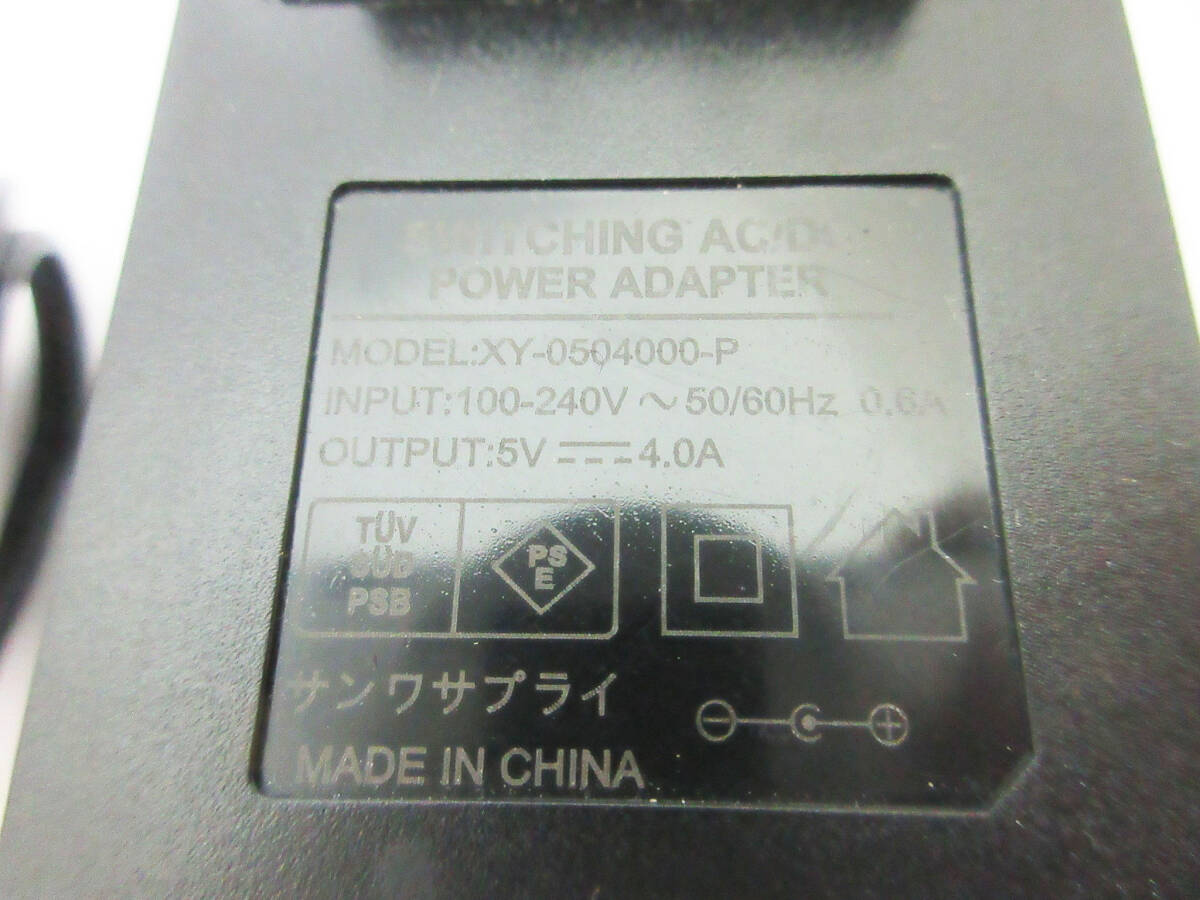 SWITCHING AC/DC
POWER ADAPTER
MODEL:XY-0504000-P
INPUT:100-240V ~ 50/60Hz 0.6A
OUTPUT:5V ⎓ 4.0A
TÜV
SÜD
PSB
PS
E
サンワサプライ
MADE IN CHINA